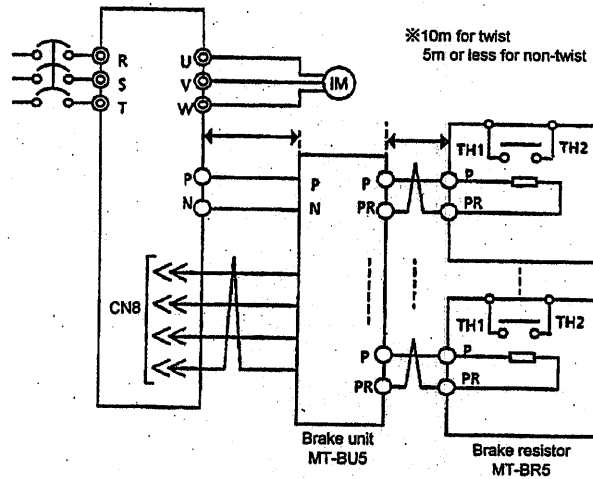 ※10m for twist
5m or less for non-twist
R
S
T
U
V
W
IM
P
N
P
N
P
PR
TH1
TH2
P
PR
CN8
P
PR
TH1
TH2
P
PR
Brake unit
MT-BU5
Brake resistor
MT-BR5